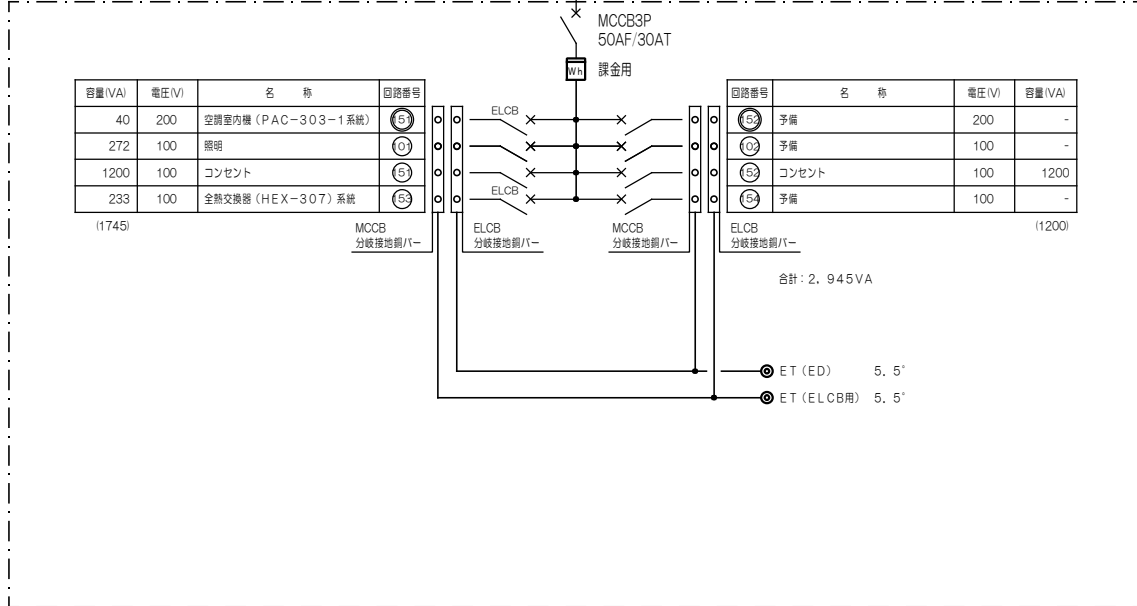 MCCB3P
50AF/30AT
Wh 課金用
容量(VA) 電圧(V) 名 称 回路番号
40 200 空調室内機(PAC-303-1系統) 151
272 100 照明 101
1200 100 コンセント 151
233 100 全熱交換器(HEX-307)系統 153
(1745)
ELCB
ELCB
回路番号 名 称 電圧(V) 容量(VA)
152 予備 200 -
102 予備 100 -
152 コンセント 100 1200
154 予備 100 -
(1200)
MCCB
分岐接地銅バー
ELCB
分岐接地銅バー
MCCB
分岐接地銅バー
ELCB
分岐接地銅バー
合計:2,945VA
ET(ED) 5.5°
ET(ELCB用) 5.5°